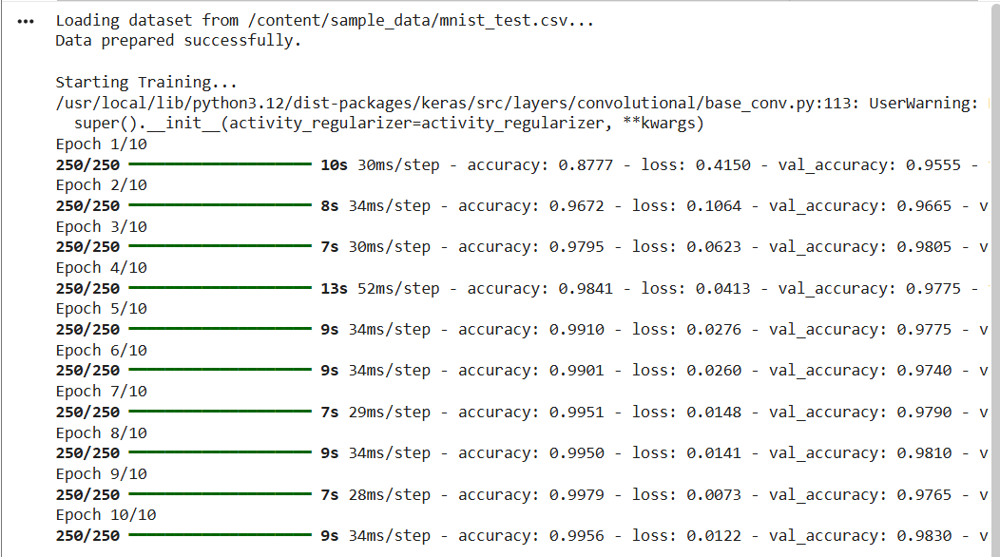 Loading dataset from /content/sample_data/mnist_test.csv...
Data prepared successfully.
Starting Training...
/usr/local/lib/python3.12/dist-packages/keras/src/layers/convolutional/base_conv.py:113: UserWarning:
super().__init__(activity_regularizer=activity_regularizer, **kwargs)
Epoch 1/10
250/250 10s 30ms/step - accuracy: 0.8777 - loss: 0.4150 - val_accuracy: 0.9555 -
Epoch 2/10
250/250 8s 34ms/step - accuracy: 0.9672 - loss: 0.1064 - val_accuracy: 0.9665 - v
Epoch 3/10
250/250 7s 30ms/step - accuracy: 0.9795 - loss: 0.0623 - val_accuracy: 0.9805 - v
Epoch 4/10
250/250 13s 52ms/step - accuracy: 0.9841 - loss: 0.0413 - val_accuracy: 0.9775 -
Epoch 5/10
250/250 9s 34ms/step - accuracy: 0.9910 - loss: 0.0276 - val_accuracy: 0.9775 - v
Epoch 6/10
250/250 9s 34ms/step - accuracy: 0.9901 - loss: 0.0260 - val_accuracy: 0.9740 - v
Epoch 7/10
250/250 7s 29ms/step - accuracy: 0.9951 - loss: 0.0148 - val_accuracy: 0.9790 - v
Epoch 8/10
250/250 9s 34ms/step - accuracy: 0.9950 - loss: 0.0141 - val_accuracy: 0.9810 - v
Epoch 9/10
250/250 7s 28ms/step - accuracy: 0.9979 - loss: 0.0073 - val_accuracy: 0.9765 - v
Epoch 10/10
250/250 9s 34ms/step - accuracy: 0.9956 - loss: 0.0122 - val_accuracy: 0.9830 - v